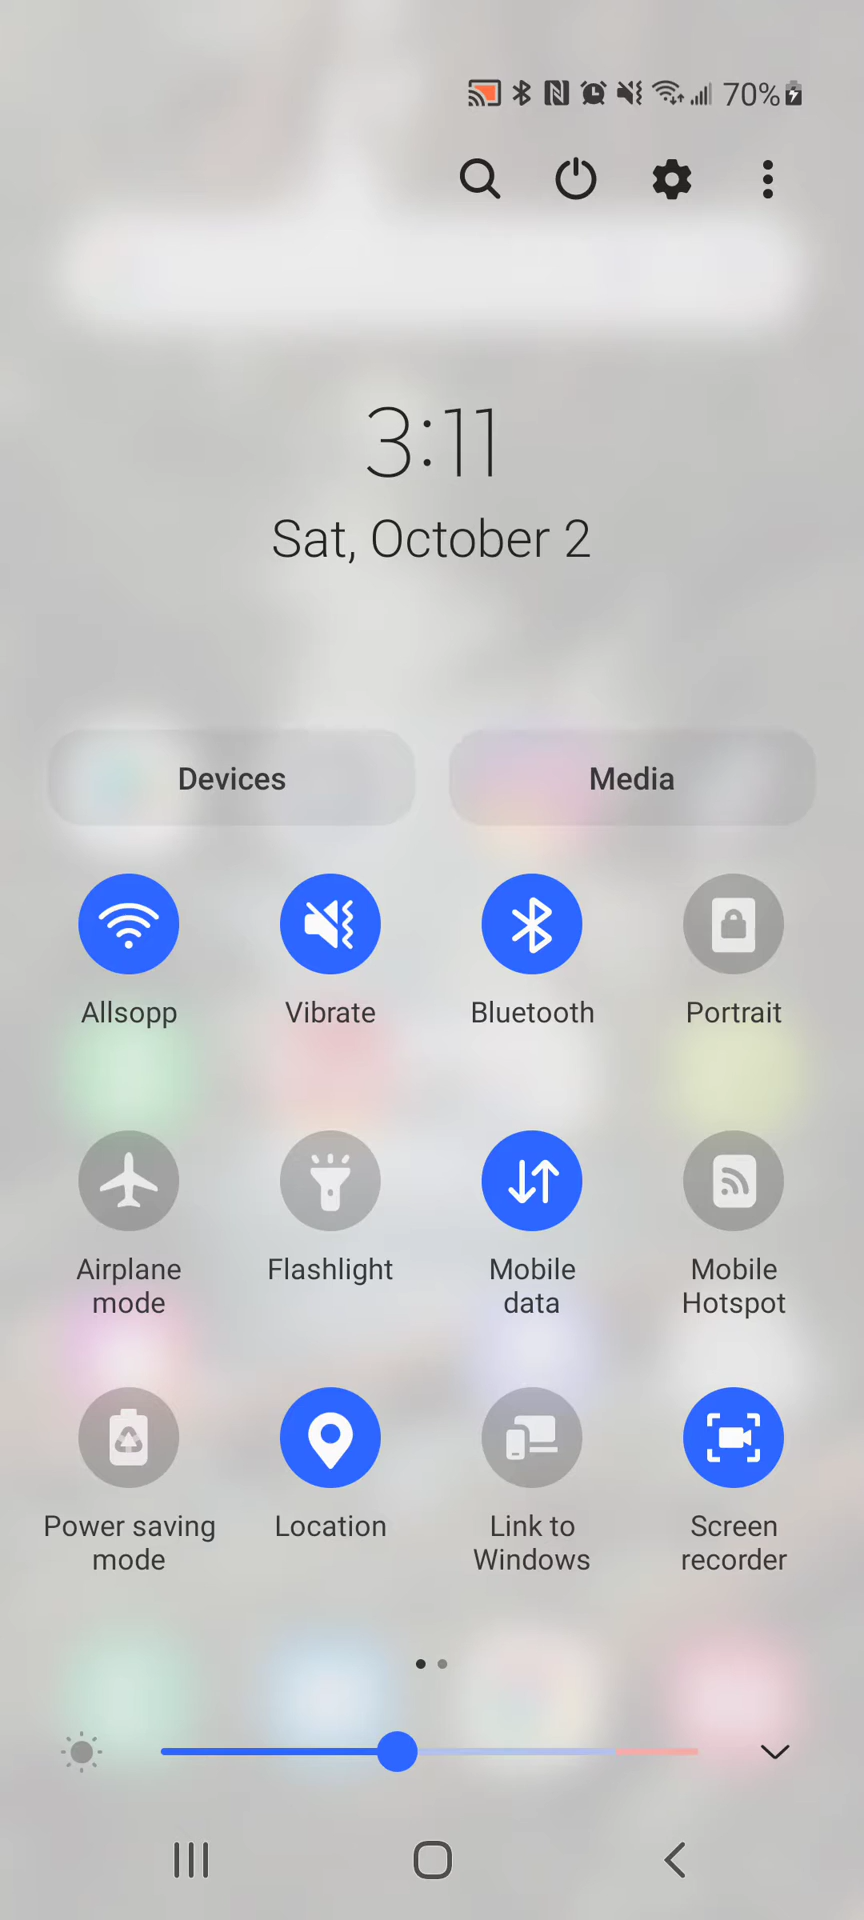 70%
3:11
Sat, October 2
Devices
Media
Allsopp
Vibrate
Bluetooth
Portrait
Airplane
mode
Flashlight
Mobile
data
Mobile
Hotspot
Power saving
mode
Location
Link to
Windows
Screen
recorder